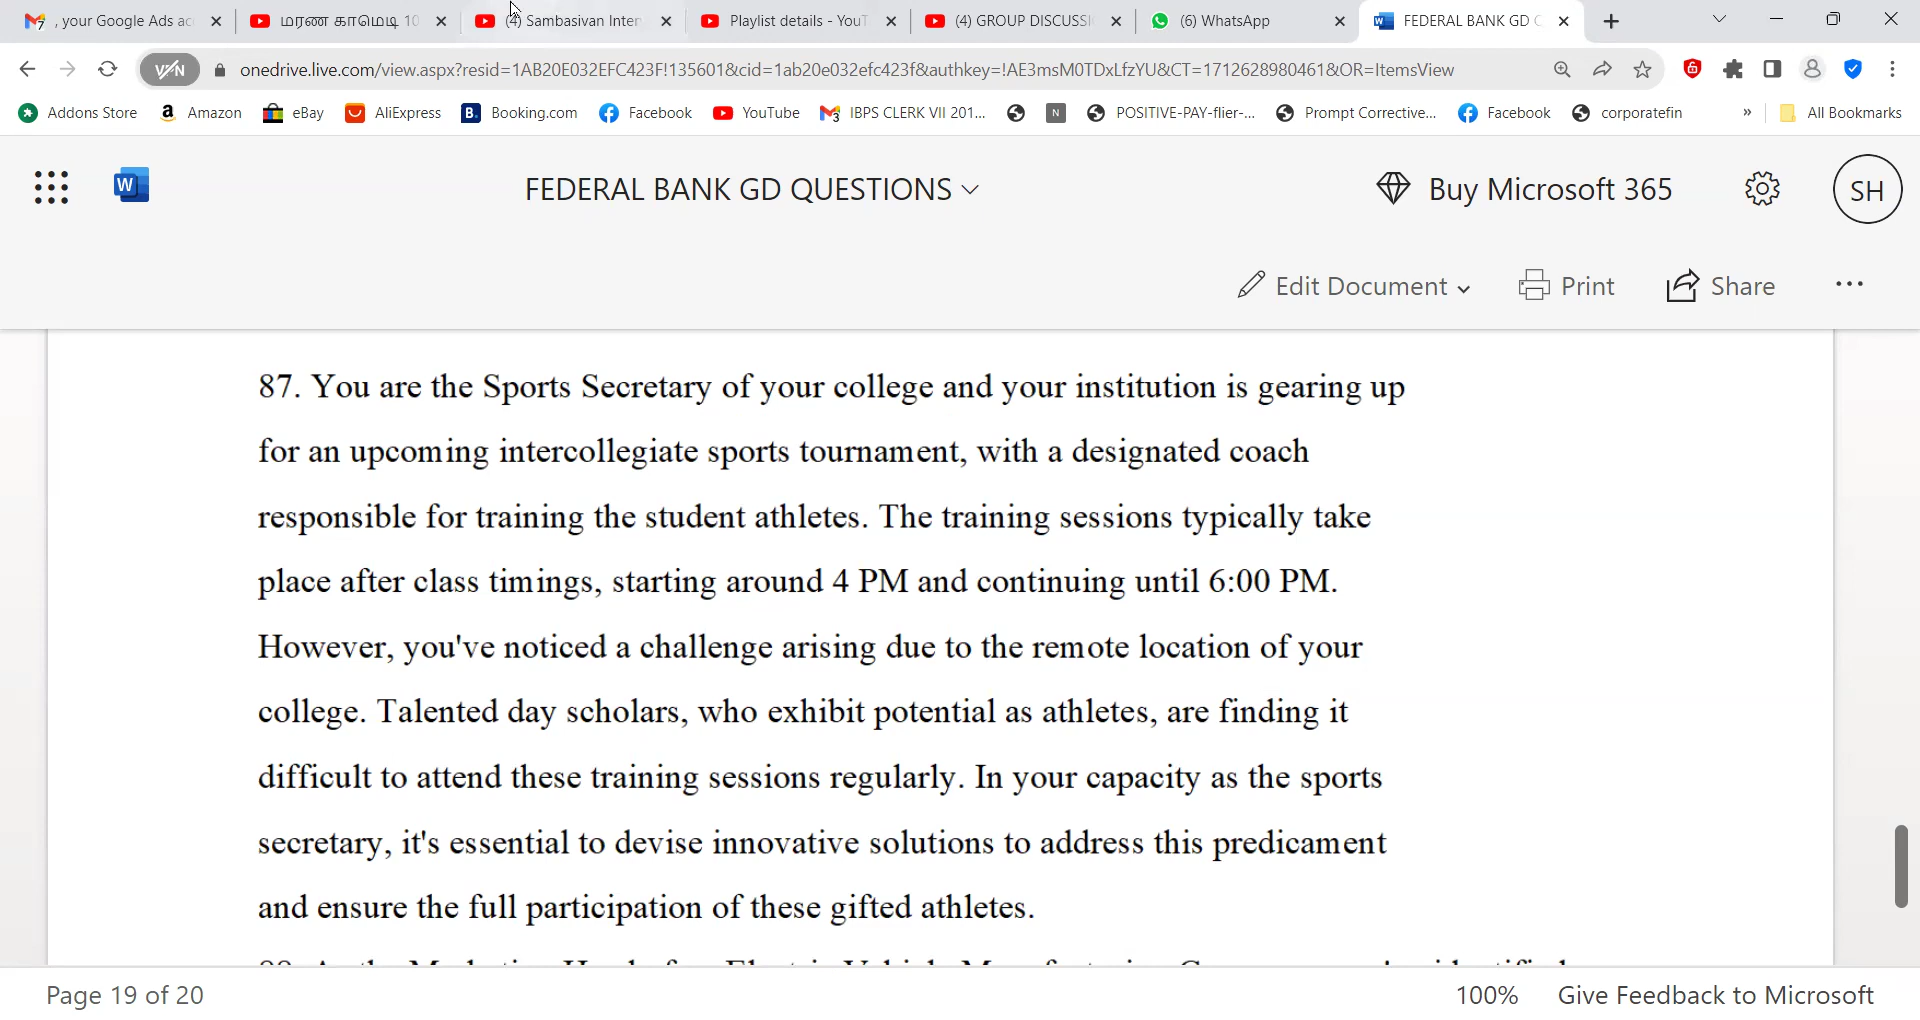 , your Google Ads ac
மரண காமெடி 10
(4) Sambasivan Inter
Playlist details - YouT
(4) GROUP DISCUSSI
(6) WhatsApp
FEDERAL BANK GD
VPN
onedrive.live.com/view.aspx?resid=1AB20E032EFC423F!135601&cid=1ab20e032efc423f&authkey=!AE3msM0TDxLfzYU&CT=1712628980461&OR=ItemsView
Addons Store
Amazon
eBay
AliExpress
Booking.com
Facebook
YouTube
IBPS CLERK VII 201...
POSITIVE-PAY-flier-...
Prompt Corrective...
Facebook
corporatefin
»
All Bookmarks
W
FEDERAL BANK GD QUESTIONS
Buy Microsoft 365
SH
Edit Document
Print
Share
87. You are the Sports Secretary of your college and your institution is gearing up
for an upcoming intercollegiate sports tournament, with a designated coach
responsible for training the student athletes. The training sessions typically take
place after class timings, starting around 4 PM and continuing until 6:00 PM.
However, you've noticed a challenge arising due to the remote location of your
college. Talented day scholars, who exhibit potential as athletes, are finding it
difficult to attend these training sessions regularly. In your capacity as the sports
secretary, it's essential to devise innovative solutions to address this predicament
and ensure the full participation of these gifted athletes.
Page 19 of 20
100%
Give Feedback to Microsoft